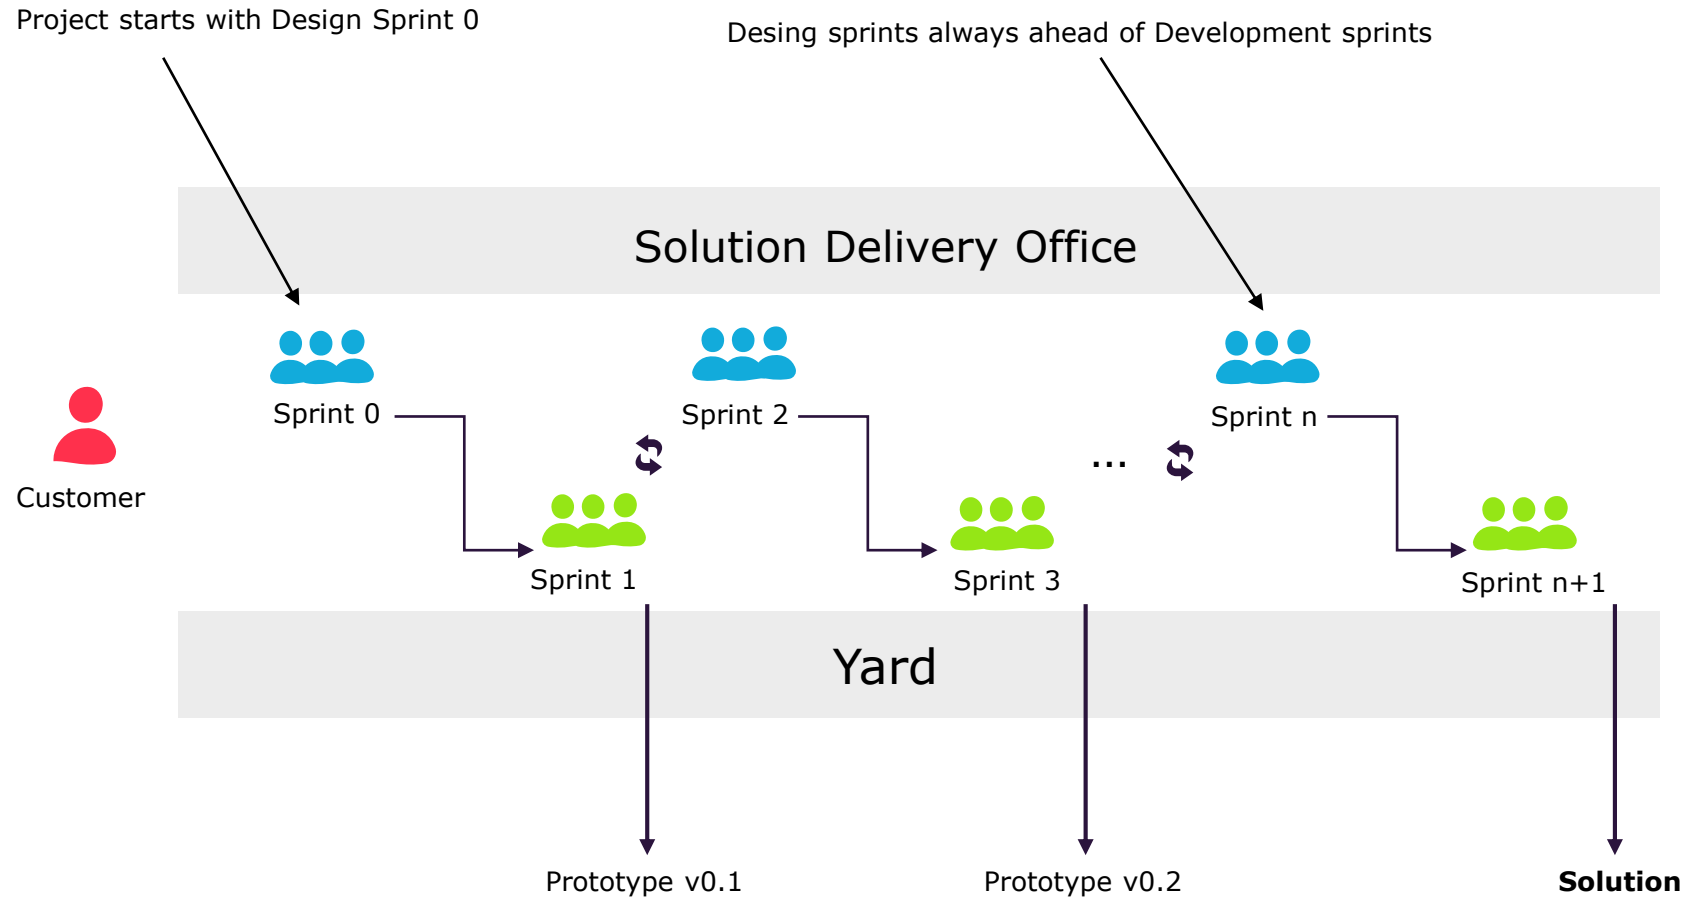 Project starts with Design Sprint 0
Desing sprints always ahead of Development sprints
Solution Delivery Office
Sprint 0
Sprint 2
Sprint n
...
Customer
Sprint 1
Sprint 3
Sprint n+1
Yard
Prototype v0.1
Prototype v0.2
Solution